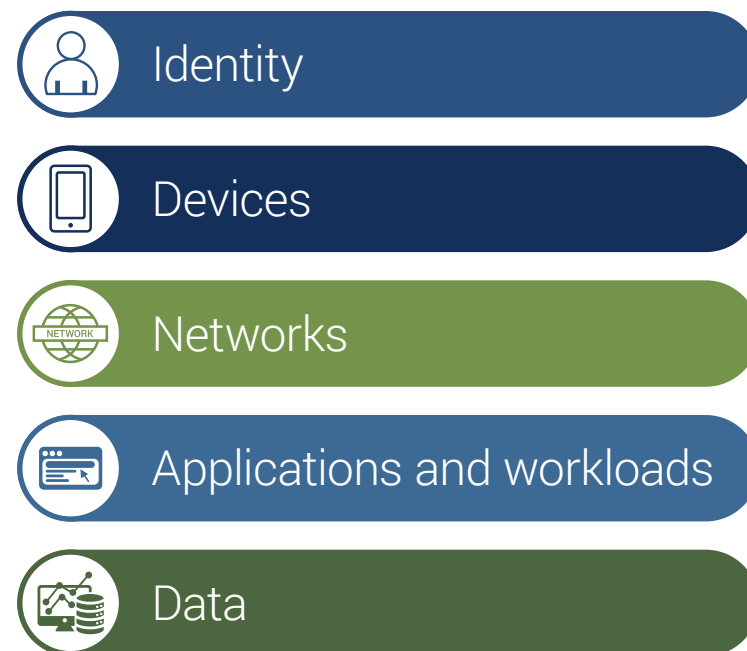 Identity
Devices
NETWORK
Networks
Applications and workloads
Data